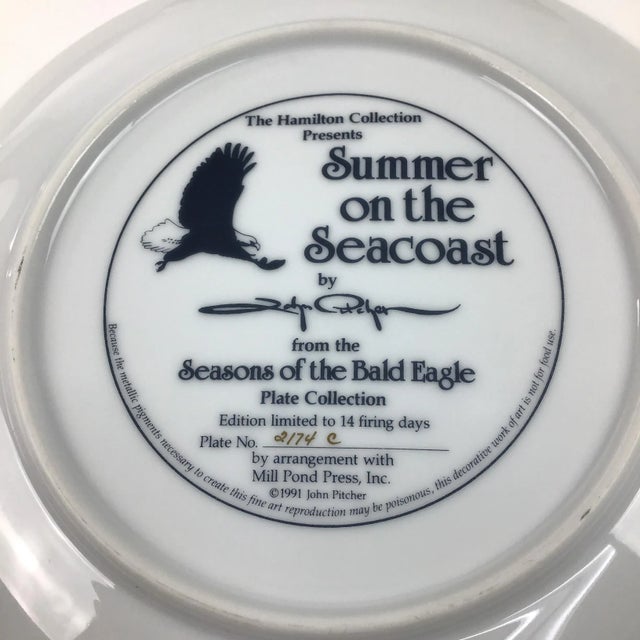 The Hamilton Collection
Presents
Summer
on the
Seacoast
by
John Pitcher
from the
Seasons of the Bald Eagle
Plate Collection
Edition limited to 14 firing days
Plate No. 2174 C
by arrangement with
Mill Pond Press, Inc.
©1991 John Pitcher
Because the metallic pigments necessary to create this fine art reproduction may be poisonous, this decorative work of art is not for food use.